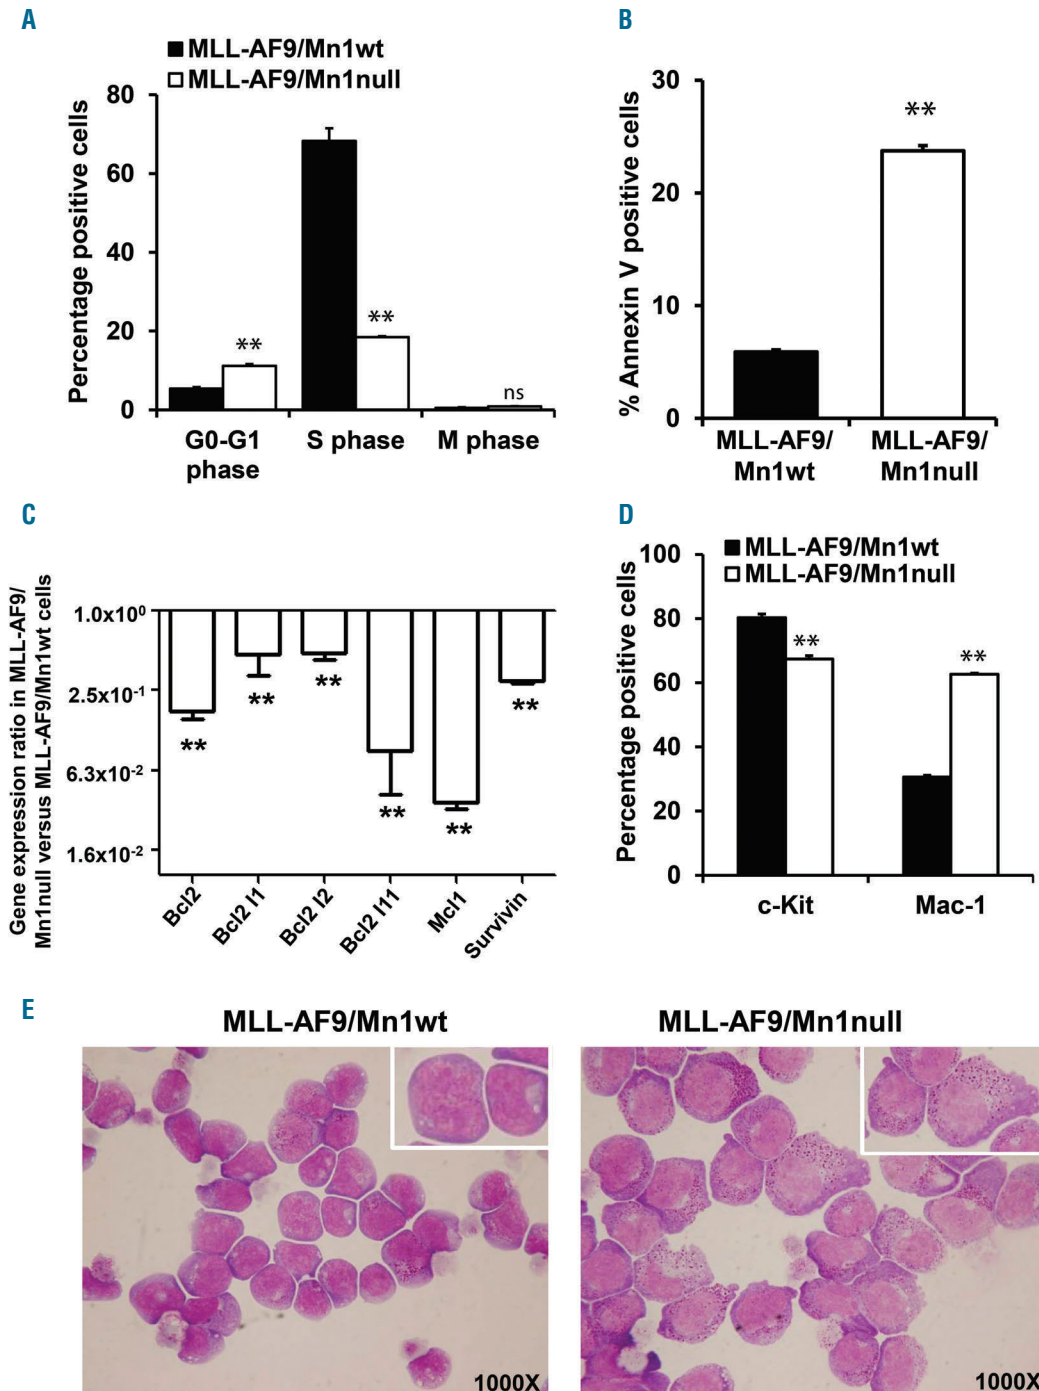 A
MLL-AF9/Mn1wt
MLL-AF9/Mn1null
Percentage positive cells
80
60
40
20
0
**
**
ns
G0-G1 phase
S phase
M phase
B
% Annexin V positive cells
30
20
10
0
**
MLL-AF9/
Mn1wt
MLL-AF9/
Mn1null
C
Gene expression ratio in MLL-AF9/
Mn1null versus MLL-AF9/Mn1wt cells
1.0x10⁰
2.5x10⁻¹
6.3x10⁻²
1.6x10⁻²
**
**
**
**
**
**
Bcl2
Bcl2 l1
Bcl2 l2
Bcl2 l11
Mcl1
Survivin
D
MLL-AF9/Mn1wt
MLL-AF9/Mn1null
Percentage positive cells
100
80
60
40
20
0
**
**
c-Kit
Mac-1
E
MLL-AF9/Mn1wt
MLL-AF9/Mn1null
1000X
1000X